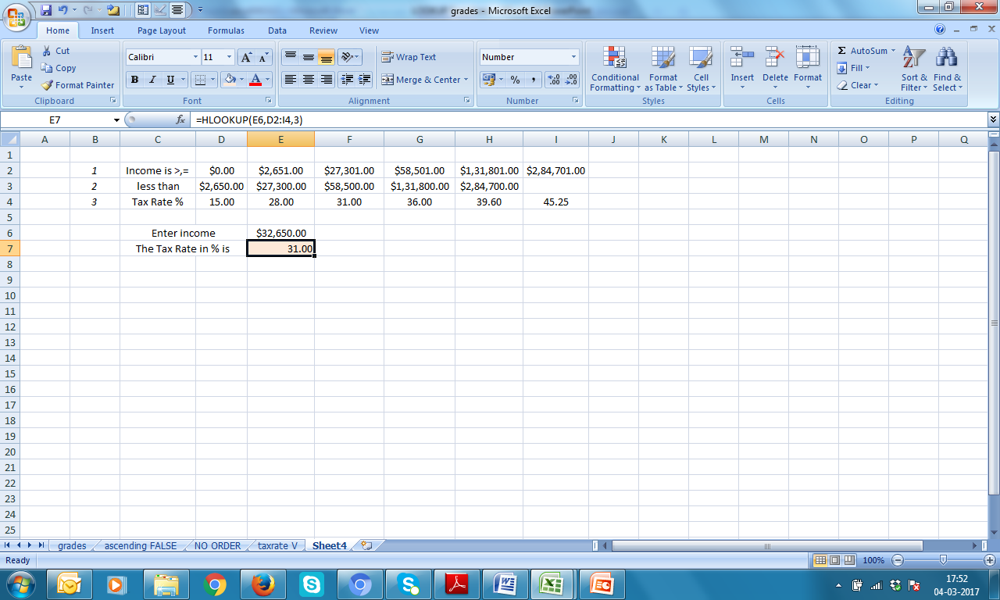 grades - Microsoft Excel
Home Insert Page Layout Formulas Data Review View
Paste Cut Copy Format Painter Clipboard
Calibri 11 A A B I U A Font
Wrap Text Merge & Center Alignment
Number % , .0 .00 .00 .0 Number
Conditional Formatting Format as Table Cell Styles Styles
Insert Delete Format Cells
Σ AutoSum Fill Clear Sort & Filter Find & Select Editing
E7 fx =HLOOKUP(E6,D2:I4,3)
A B C D E F G H I J K L M N O P Q
1
2 1 Income is >,= $0.00 $2,651.00 $27,301.00 $58,501.00 $1,31,801.00 $2,84,701.00
3 2 less than $2,650.00 $27,300.00 $58,500.00 $1,31,800.00 $2,84,700.00
4 3 Tax Rate % 15.00 28.00 31.00 36.00 39.60 45.25
5
6 Enter income $32,650.00
7 The Tax Rate in % is 31.00
8
9
10
11
12
13
14
15
16
17
18
19
20
21
22
23
24
25
grades ascending FALSE NO ORDER taxrate V Sheet4
Ready 100%
17:52
04-03-2017